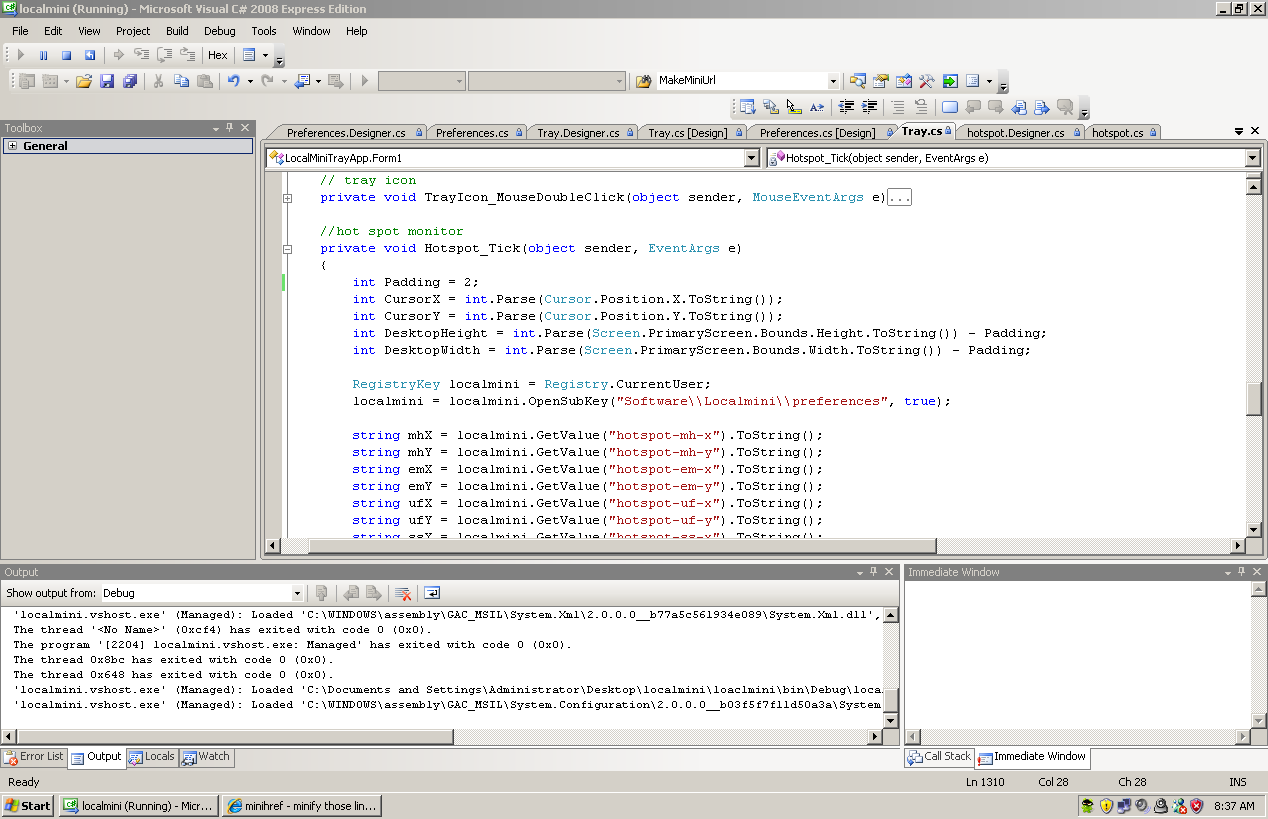 localmini (Running) - Microsoft Visual C# 2008 Express Edition
File Edit View Project Build Debug Tools Window Help
Hex
MakeMiniUrl
Toolbox
General
Preferences.Designer.cs Preferences.cs Tray.Designer.cs Tray.cs [Design] Preferences.cs [Design] Tray.cs hotspot.Designer.cs hotspot.cs
LocalMiniTrayApp.Form1 Hotspot_Tick(object sender, EventArgs e)
// tray icon
private void TrayIcon_MouseDoubleClick(object sender, MouseEventArgs e)...
//hot spot monitor
private void Hotspot_Tick(object sender, EventArgs e)
{
int Padding = 2;
int CursorX = int.Parse(Cursor.Position.X.ToString());
int CursorY = int.Parse(Cursor.Position.Y.ToString());
int DesktopHeight = int.Parse(Screen.PrimaryScreen.Bounds.Height.ToString()) - Padding;
int DesktopWidth = int.Parse(Screen.PrimaryScreen.Bounds.Width.ToString()) - Padding;
RegistryKey localmini = Registry.CurrentUser;
localmini = localmini.OpenSubKey("Software\\Localmini\\preferences", true);
string mhX = localmini.GetValue("hotspot-mh-x").ToString();
string mhY = localmini.GetValue("hotspot-mh-y").ToString();
string emX = localmini.GetValue("hotspot-em-x").ToString();
string emY = localmini.GetValue("hotspot-em-y").ToString();
string ufX = localmini.GetValue("hotspot-uf-x").ToString();
string ufY = localmini.GetValue("hotspot-uf-y").ToString();
string ssX = localmini.GetValue("hotspot-ss-x").ToString();
Output
Show output from: Debug
'localmini.vshost.exe' (Managed): Loaded 'C:\WINDOWS\assembly\GAC_MSIL\System.Xml\2.0.0.0__b77a5c561934e089\System.Xml.dll',
The thread '<No Name>' (0xcf4) has exited with code 0 (0x0).
The program '[2204] localmini.vshost.exe: Managed' has exited with code 0 (0x0).
The thread 0x8bc has exited with code 0 (0x0).
The thread 0x648 has exited with code 0 (0x0).
'localmini.vshost.exe' (Managed): Loaded 'C:\Documents and Settings\Administrator\Desktop\localmini\loaclmini\bin\Debug\loca
'localmini.vshost.exe' (Managed): Loaded 'C:\WINDOWS\assembly\GAC_MSIL\System.Configuration\2.0.0.0__b03f5f7f11d50a3a\System
Immediate Window
Error List Output Locals Watch
Call Stack Immediate Window
Ready Ln 1310 Col 28 Ch 28 INS
Start localmini (Running) - Micr... minihref - minify those lin... 8:37 AM